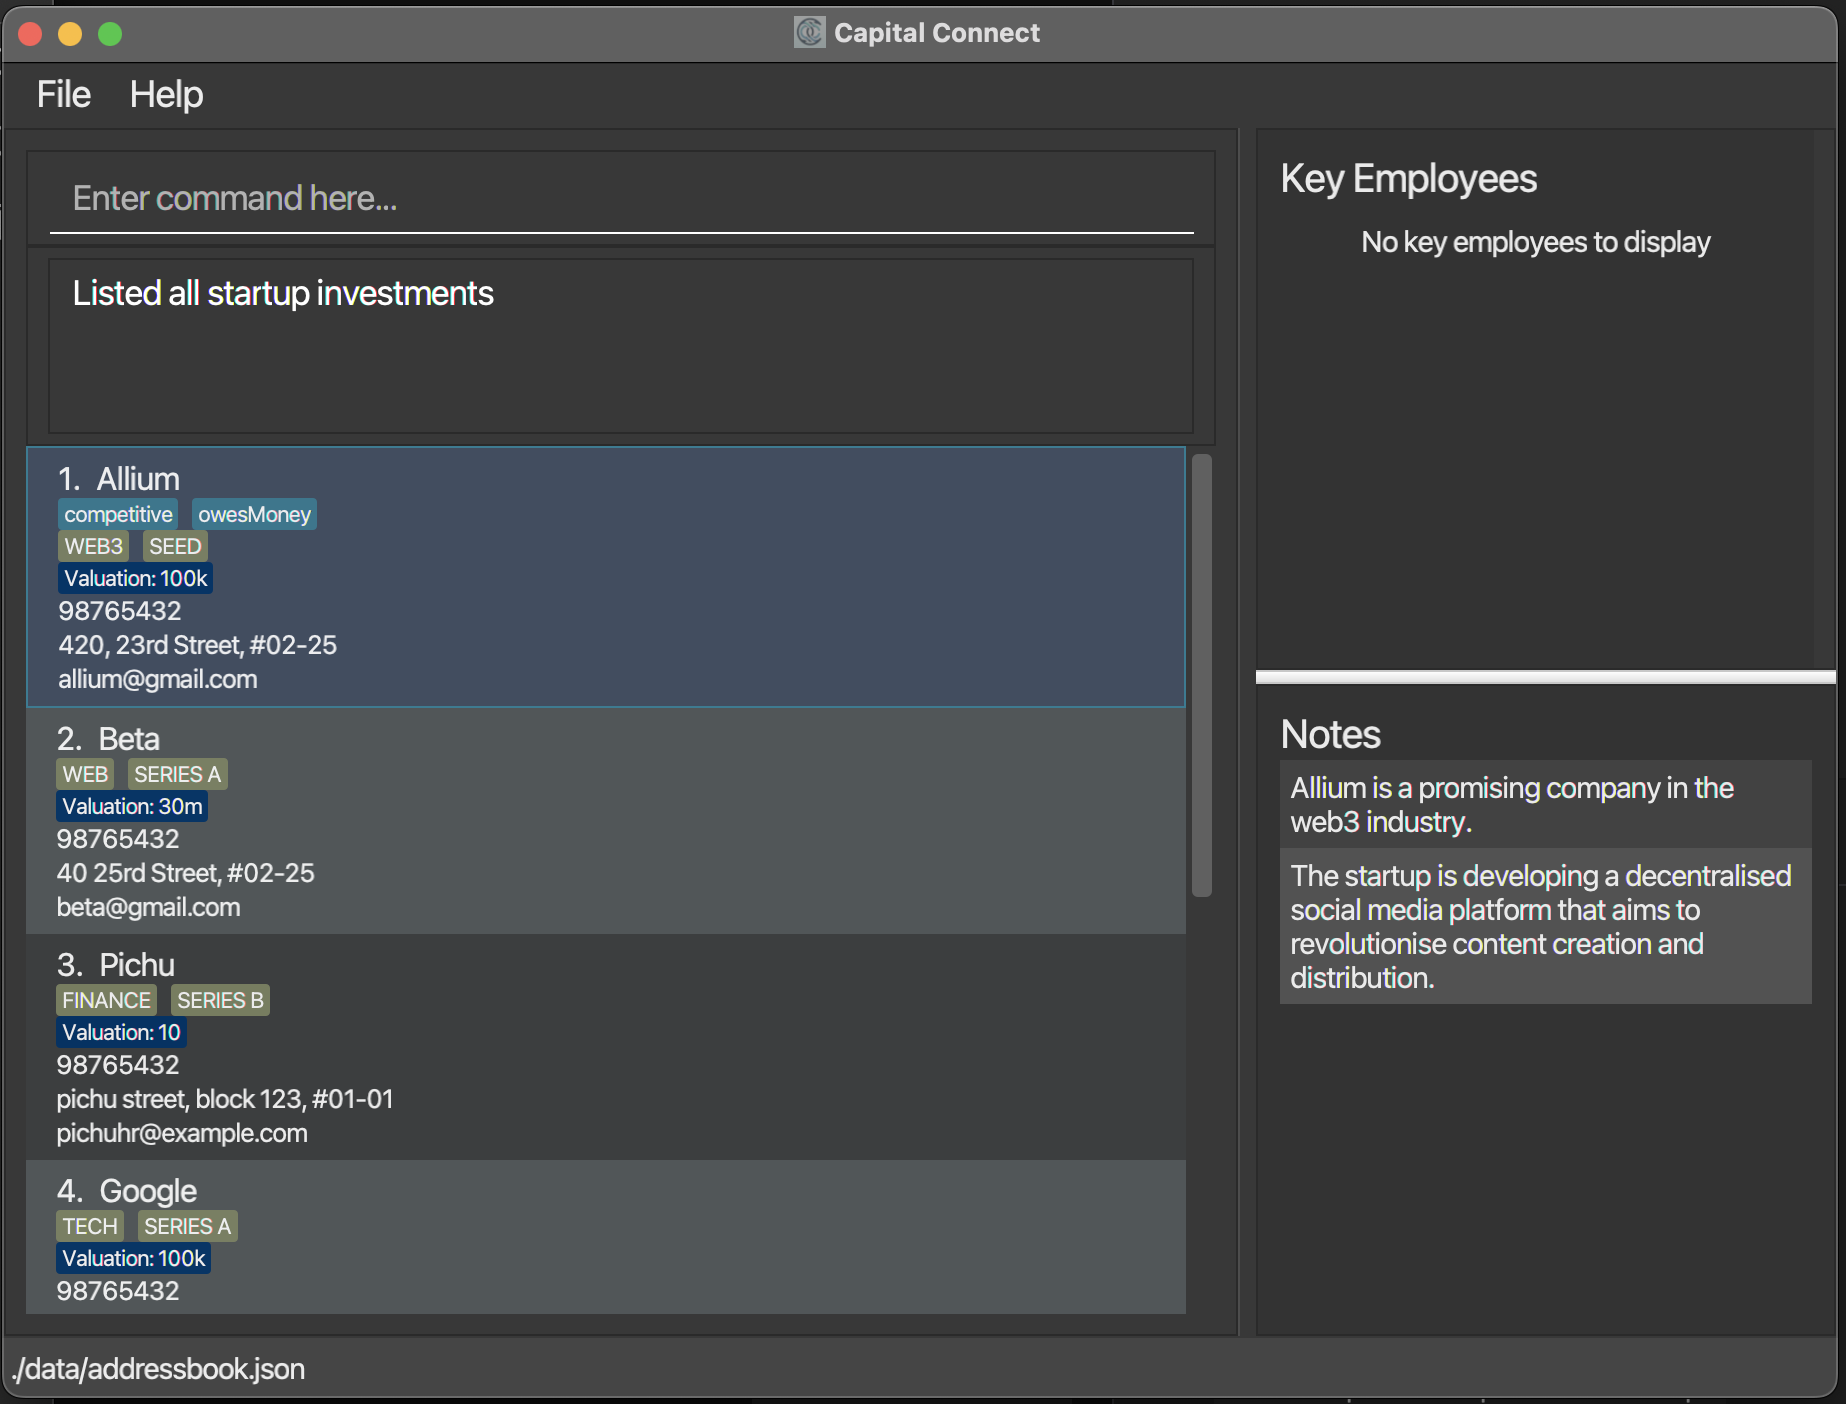 Capital Connect
File Help
Enter command here...
Listed all startup investments
1. Allium
competitive owesMoney
WEB3 SEED
Valuation: 100k
98765432
420, 23rd Street, #02-25
allium@gmail.com
2. Beta
WEB SERIES A
Valuation: 30m
98765432
40 25rd Street, #02-25
beta@gmail.com
3. Pichu
FINANCE SERIES B
Valuation: 10
98765432
pichu street, block 123, #01-01
pichuhr@example.com
4. Google
TECH SERIES A
Valuation: 100k
98765432
Key Employees
No key employees to display
Notes
Allium is a promising company in the
web3 industry.
The startup is developing a decentralised
social media platform that aims to
revolutionise content creation and
distribution.
./data/addressbook.json